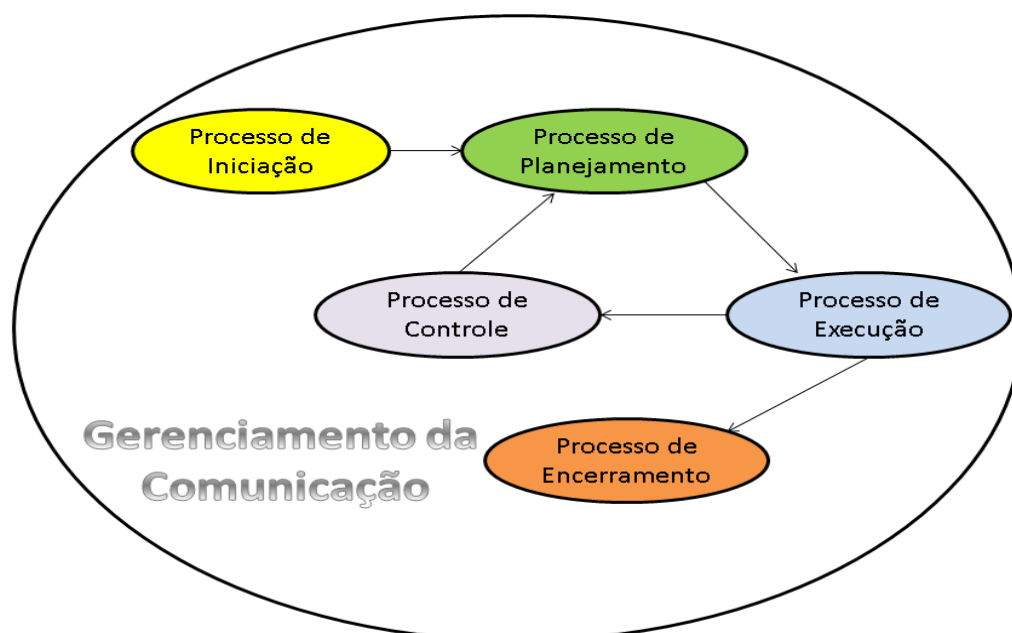 Processo de
Iniciação
Processo de
Planejamento
Processo de
Controle
Processo de
Execução
Gerenciamento da
Comunicação
Processo de
Encerramento